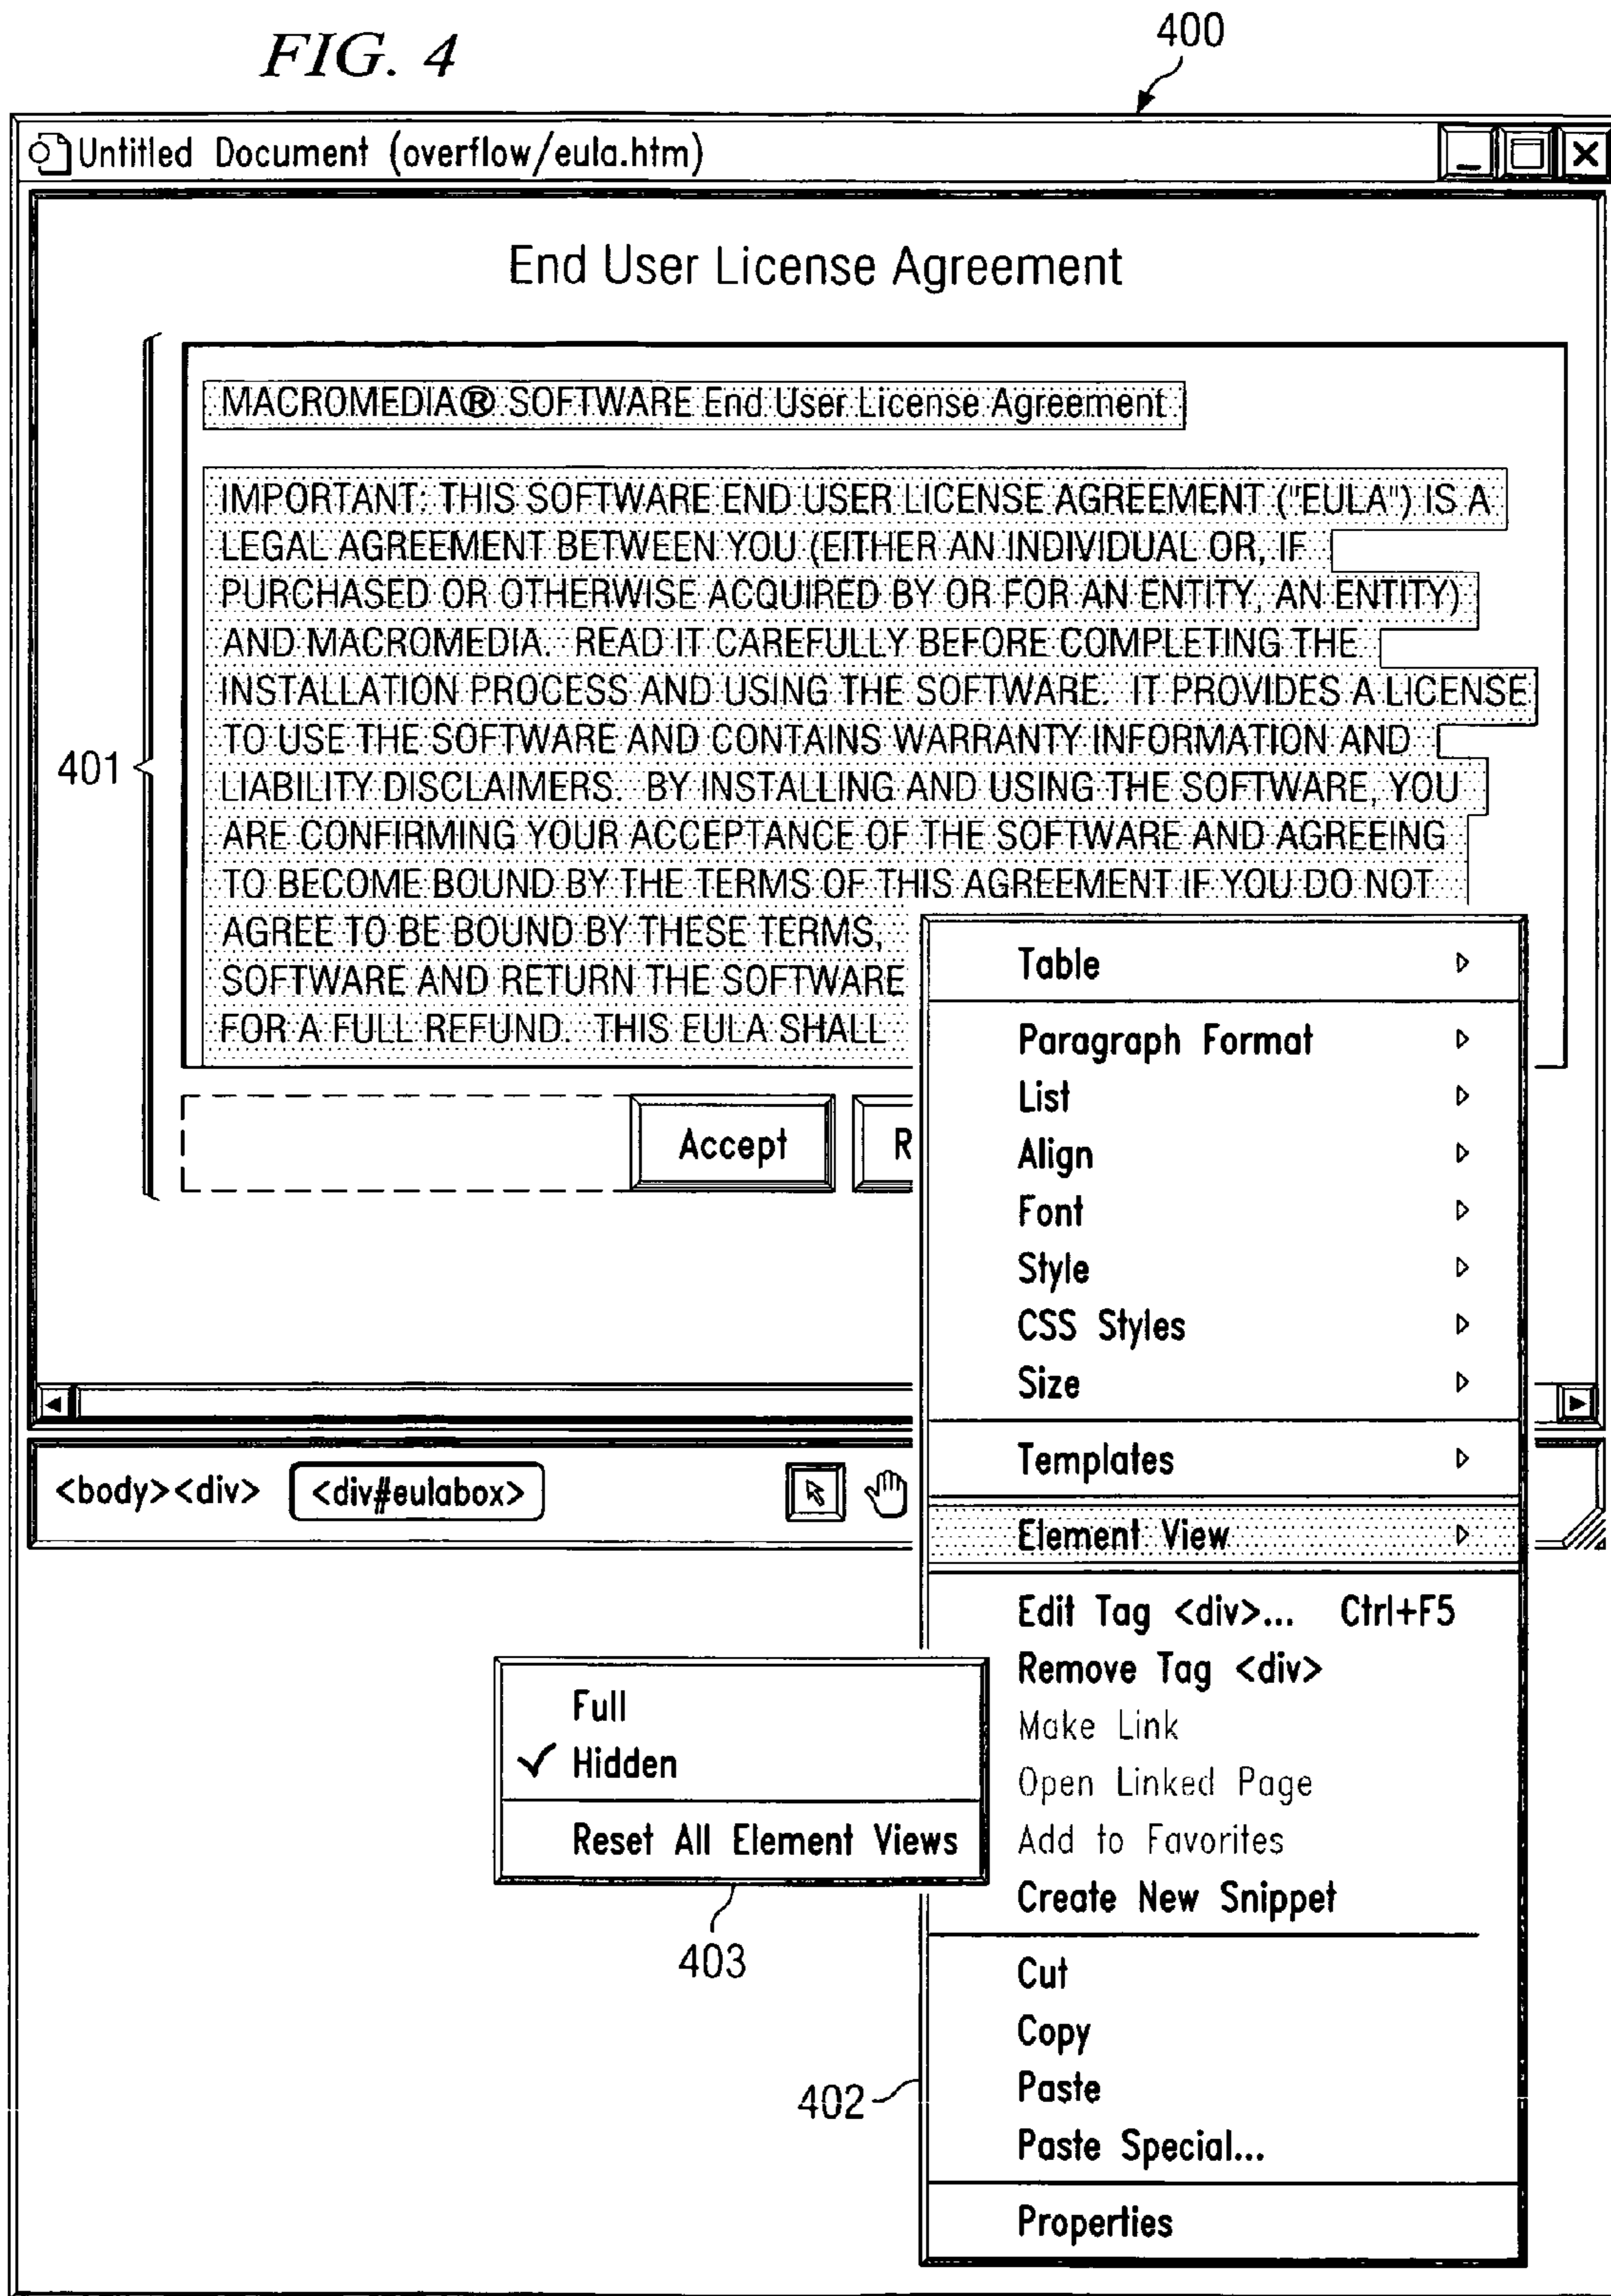 FIG. 4
400
Untitled Document (overflow/eula.htm)
End User License Agreement
401
MACROMEDIA® SOFTWARE End User License Agreement
IMPORTANT: THIS SOFTWARE END USER LICENSE AGREEMENT ("EULA") IS A
LEGAL AGREEMENT BETWEEN YOU (EITHER AN INDIVIDUAL OR, IF
PURCHASED OR OTHERWISE ACQUIRED BY OR FOR AN ENTITY, AN ENTITY)
AND MACROMEDIA. READ IT CAREFULLY BEFORE COMPLETING THE
INSTALLATION PROCESS AND USING THE SOFTWARE. IT PROVIDES A LICENSE
TO USE THE SOFTWARE AND CONTAINS WARRANTY INFORMATION AND
LIABILITY DISCLAIMERS. BY INSTALLING AND USING THE SOFTWARE, YOU
ARE CONFIRMING YOUR ACCEPTANCE OF THE SOFTWARE AND AGREEING
TO BECOME BOUND BY THE TERMS OF THIS AGREEMENT IF YOU DO NOT
AGREE TO BE BOUND BY THESE TERMS,
SOFTWARE AND RETURN THE SOFTWARE
FOR A FULL REFUND. THIS EULA SHALL
Accept
R
<body><div> <div#eulabox>
Table
Paragraph Format
List
Align
Font
Style
CSS Styles
Size
Templates
Element View
Edit Tag <div>... Ctrl+F5
Remove Tag <div>
Make Link
Open Linked Page
Add to Favorites
Create New Snippet
Cut
Copy
Paste
Paste Special...
Properties
402
Full
✓ Hidden
Reset All Element Views
403